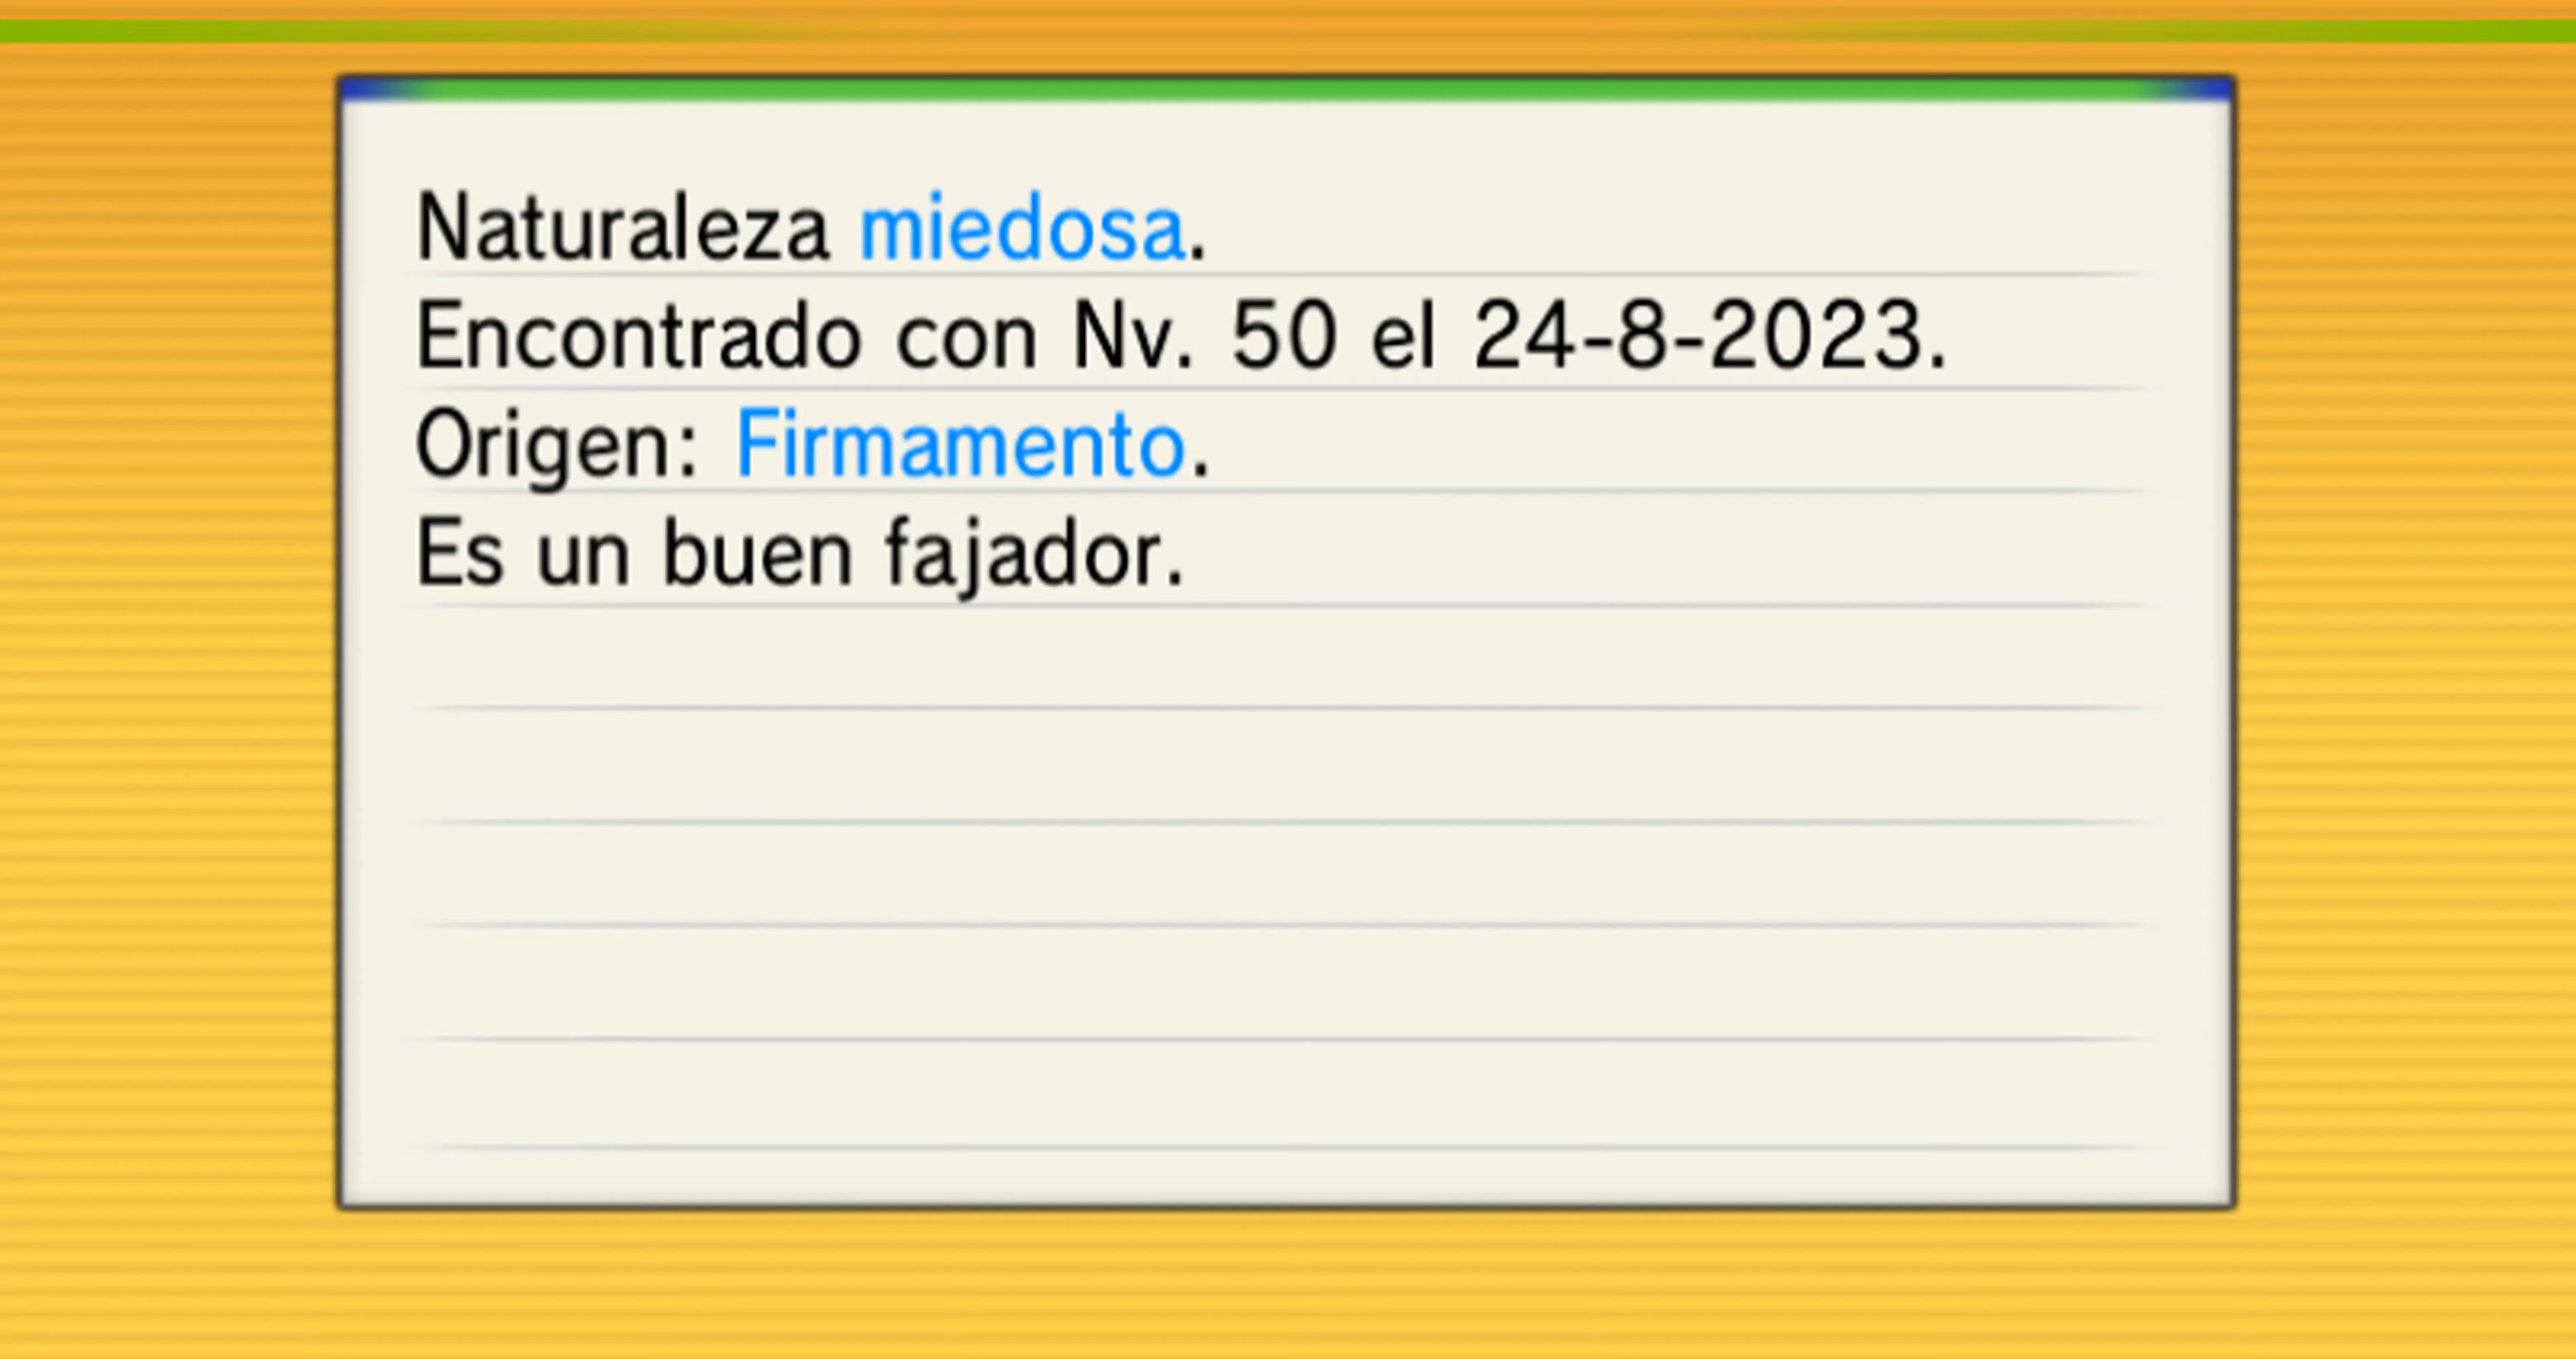 Naturaleza miedosa.
Encontrado con Nv. 50 el 24-8-2023.
Origen: Firmamento.
Es un buen fajador.